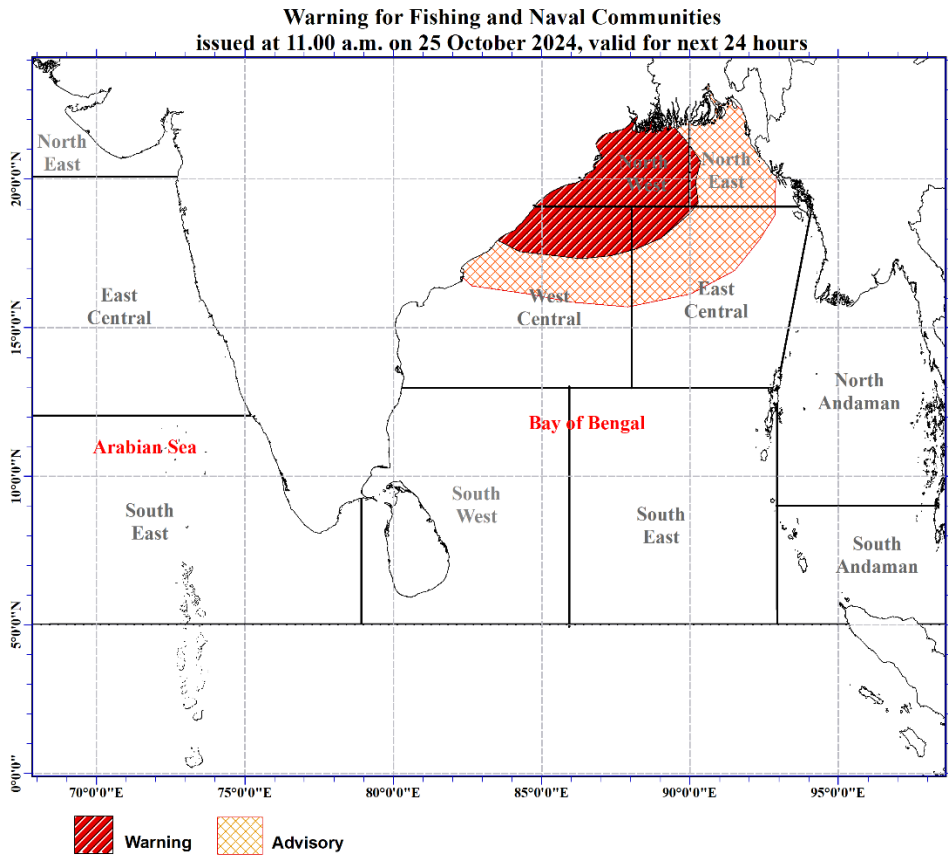 Warning for Fishing and Naval Communities
issued at 11.00 a.m. on 25 October 2024, valid for next 24 hours
North
East
North
West
North
East
20°0'0"N
East
Central
West
Central
East
Central
15°0'0"N
North
Andaman
Bay of Bengal
Arabian Sea
10°0'0"N
South
East
South
West
South
East
South
Andaman
5°0'0"N
0°0'0"
70°0'0"E
75°0'0"E
80°0'0"E
85°0'0"E
90°0'0"E
95°0'0"E
Warning
Advisory